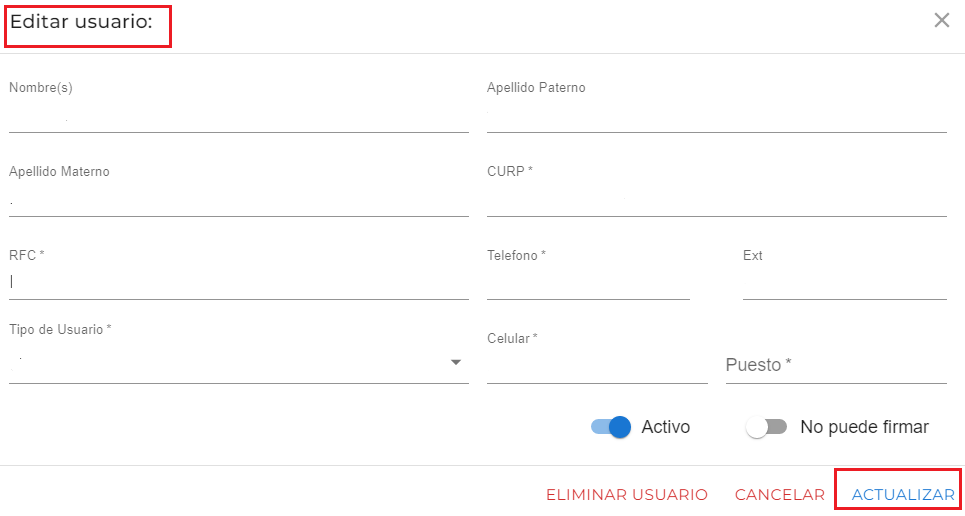 Editar usuario:
Nombre(s)
Apellido Paterno
Apellido Materno
CURP *
RFC *
Telefono *
Ext
Tipo de Usuario *
Celular *
Puesto *
Activo
No puede firmar
ELIMINAR USUARIO
CANCELAR
ACTUALIZAR